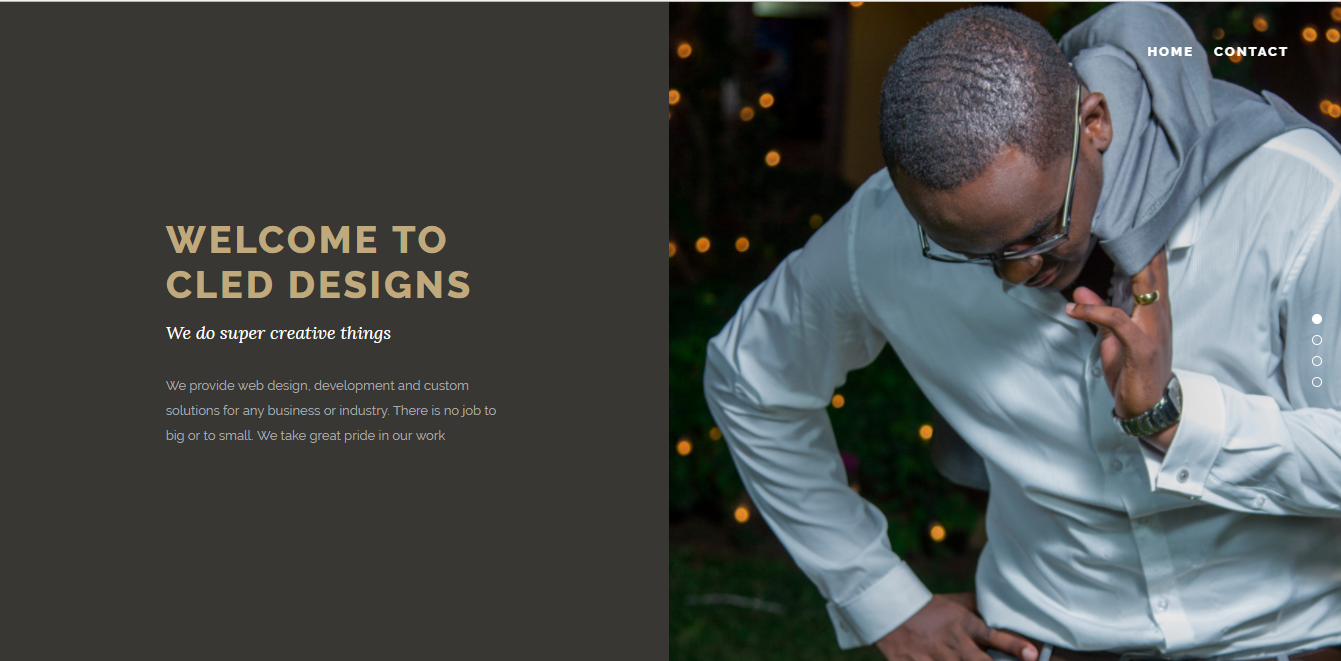 HOME CONTACT
WELCOME TO
CLED DESIGNS
We do super creative things
We provide web design, development and custom
solutions for any business or industry. There is no job to
big or to small. We take great pride in our work